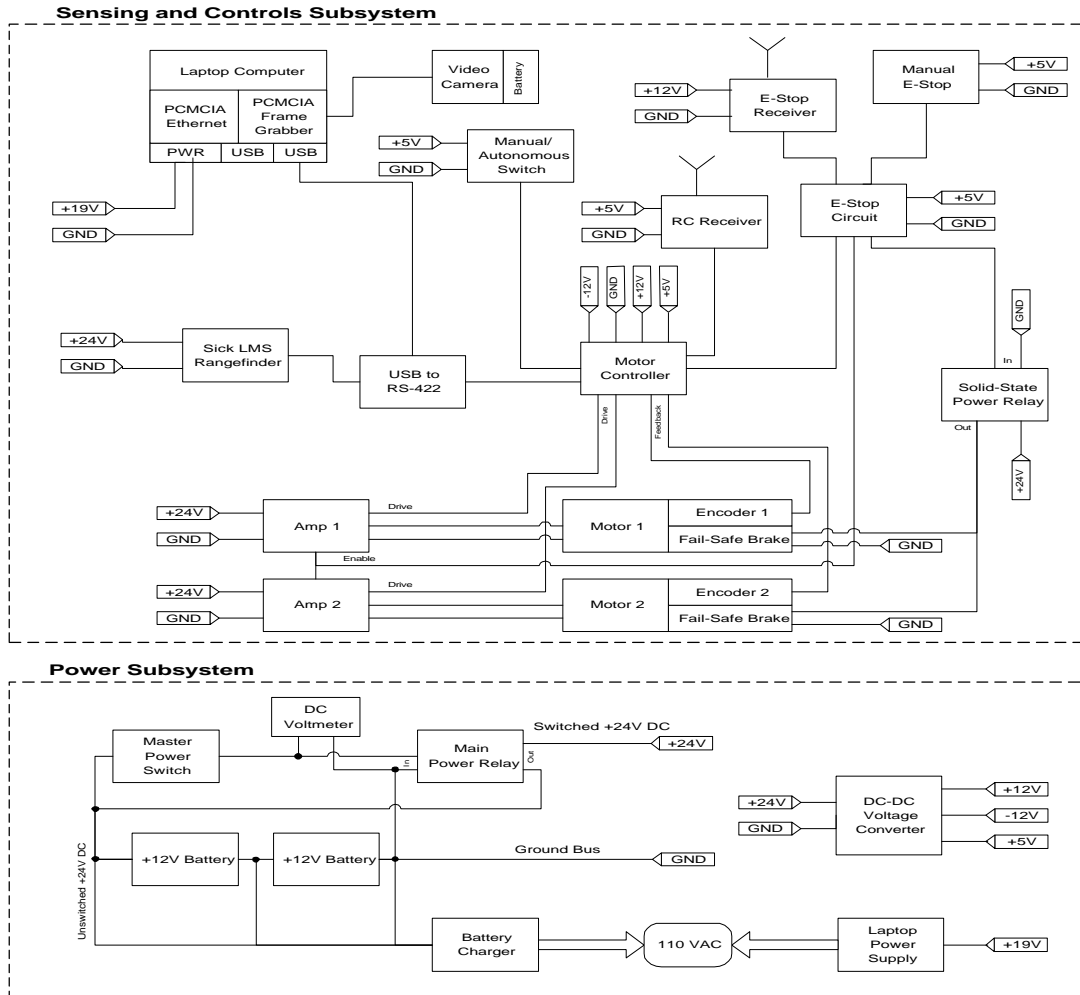 Sensing and Controls Subsystem
Laptop Computer
PCMCIA
Ethernet
PCMCIA
Frame
Grabber
PWR
USB
USB
Video
Camera
Battery
+5V
GND
Manual/
Autonomous
Switch
+12V
GND
E-Stop
Receiver
Manual
E-Stop
+5V
GND
+19V
GND
+5V
GND
RC Receiver
E-Stop
Circuit
+5V
GND
-12V
GND
+12V
+5V
GND
+24V
GND
Sick LMS
Rangefinder
USB to
RS-422
Motor
Controller
In
Solid-State
Power Relay
Out
+24V
Drive
Feedback
+24V
GND
Amp 1
Drive
Motor 1
Encoder 1
Fail-Safe Brake
GND
Enable
+24V
GND
Amp 2
Drive
Motor 2
Encoder 2
Fail-Safe Brake
GND
Power Subsystem
DC
Voltmeter
Master
Power
Switch
In
Main
Power Relay
Out
Switched +24V DC
+24V
+24V
GND
DC-DC
Voltage
Converter
+12V
-12V
+5V
Unswitched +24V DC
+12V Battery
+12V Battery
Ground Bus
GND
Battery
Charger
110 VAC
Laptop
Power
Supply
+19V